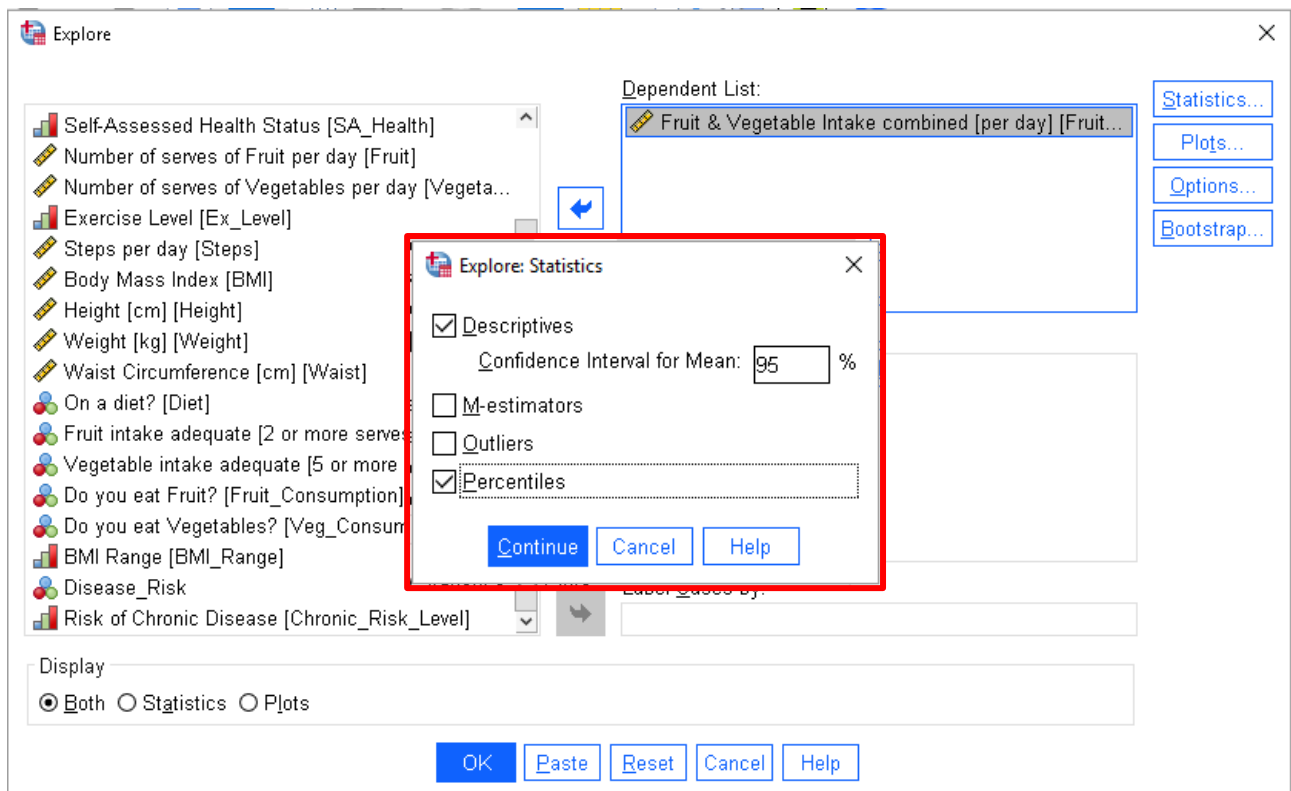 Explore
Dependent List:
Self-Assessed Health Status [SA_Health]
Number of serves of Fruit per day [Fruit]
Number of serves of Vegetables per day [Vegeta...
Exercise Level [Ex_Level]
Steps per day [Steps]
Body Mass Index [BMI]
Height [cm] [Height]
Weight [kg] [Weight]
Waist Circumference [cm] [Waist]
On a diet? [Diet]
Fruit intake adequate [2 or more serves
Vegetable intake adequate [5 or more
Do you eat Fruit? [Fruit_Consumption]
Do you eat Vegetables? [Veg_Consum
BMI Range [BMI_Range]
Disease_Risk
Risk of Chronic Disease [Chronic_Risk_Level]
Fruit & Vegetable Intake combined [per day] [Fruit...
Statistics...
Plots...
Options...
Bootstrap...
Explore: Statistics
Descriptives
Confidence Interval for Mean: 95 %
M-estimators
Outliers
Percentiles
Continue Cancel Help
Display
Both Statistics Plots
OK Paste Reset Cancel Help